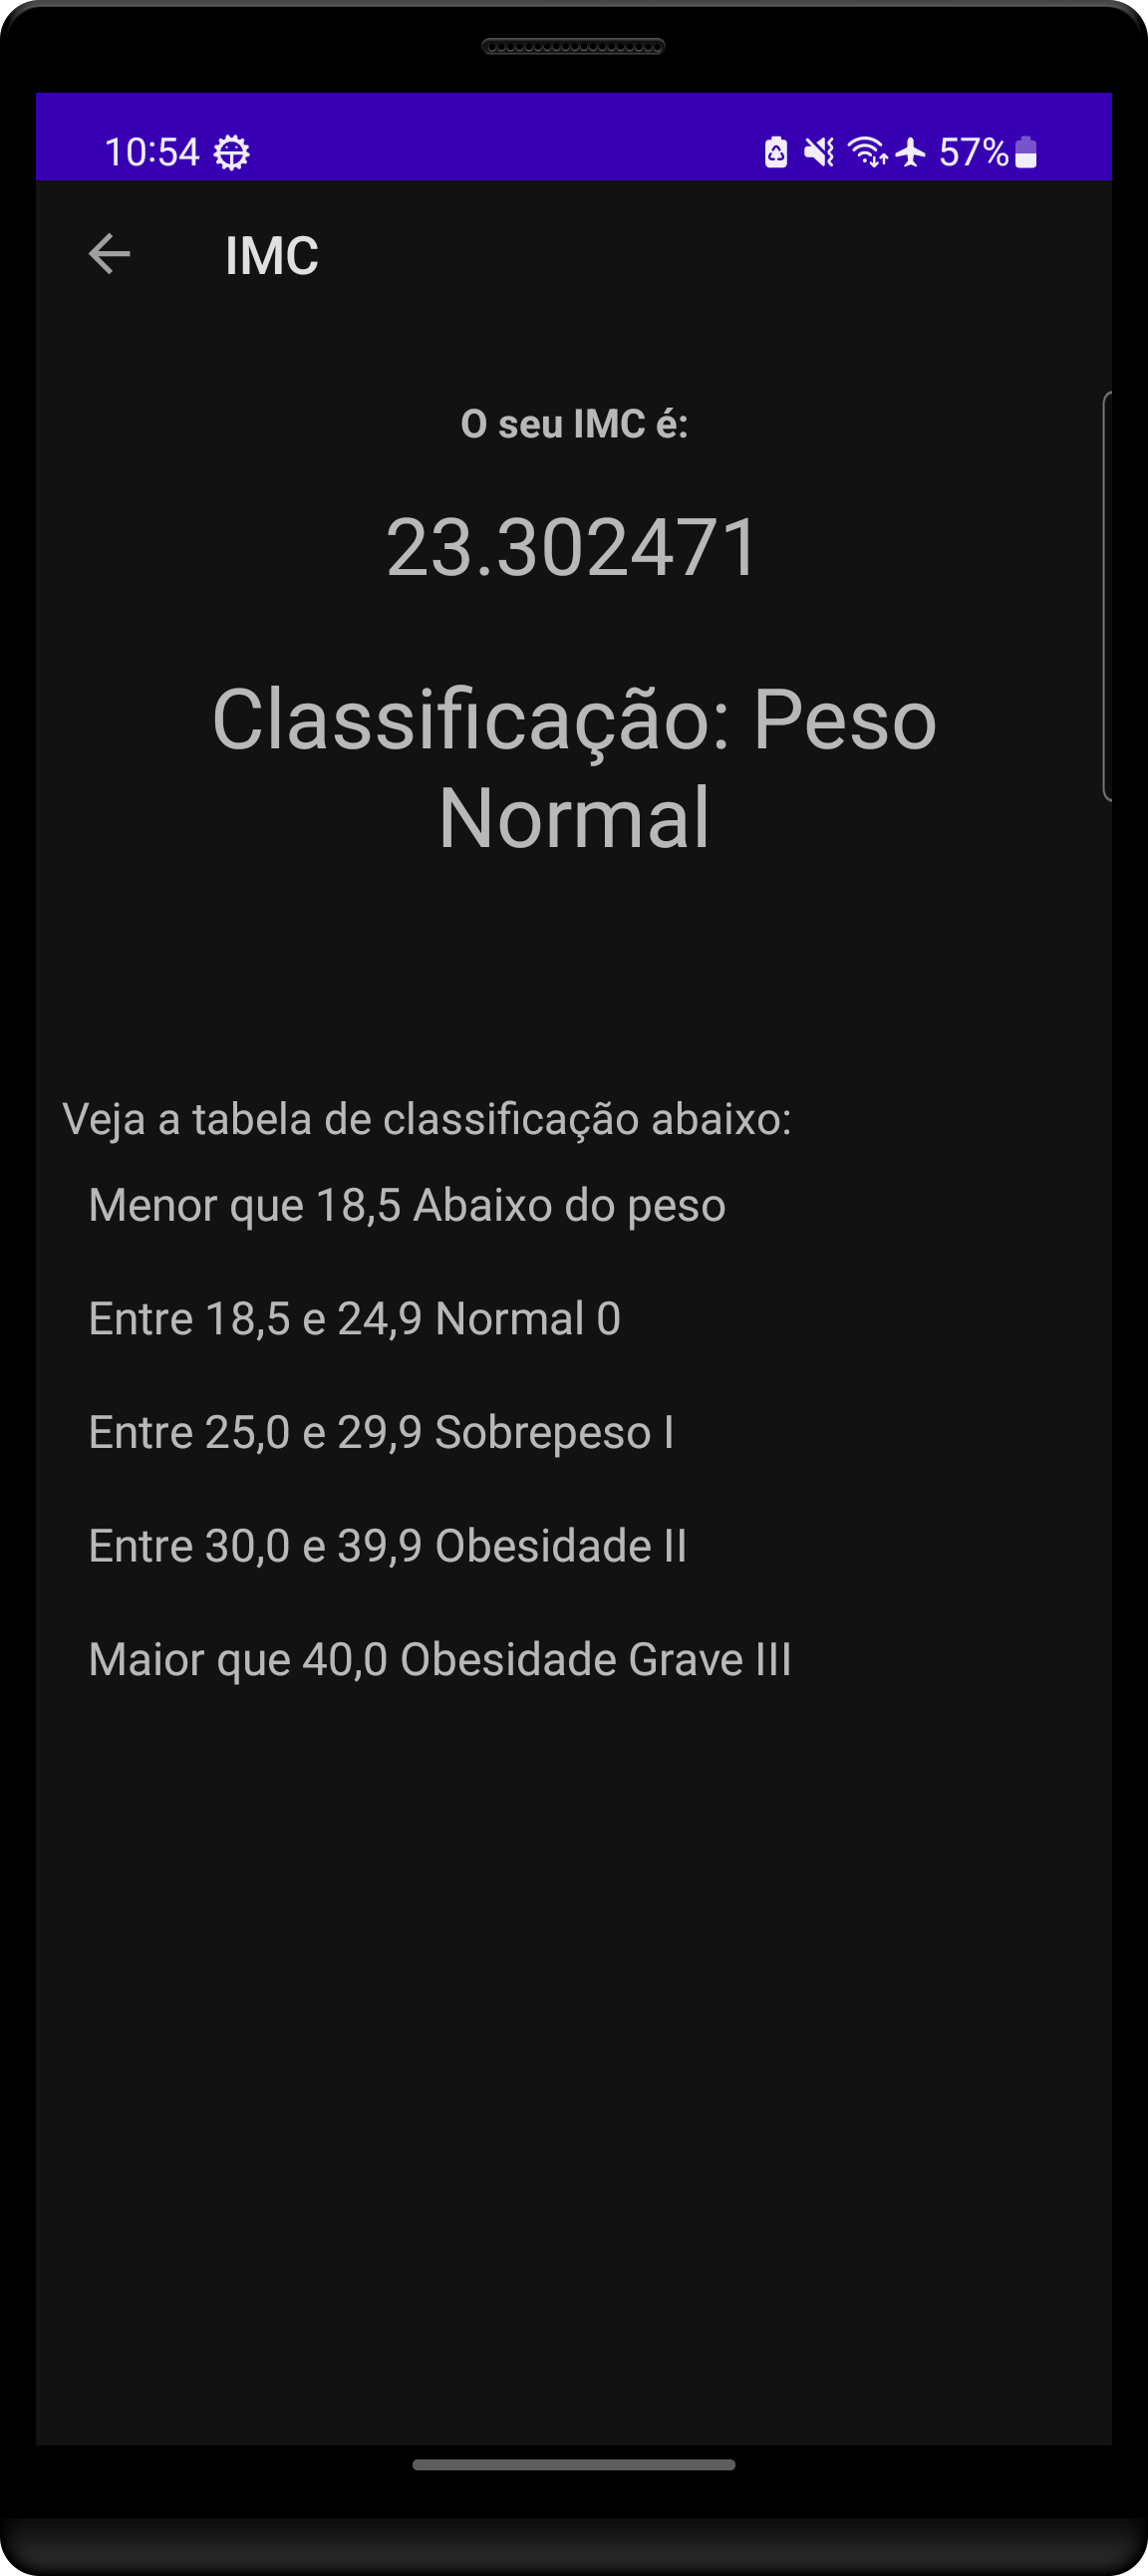 10:54 57%
IMC
O seu IMC é:
23.302471
Classificação: Peso
Normal
Veja a tabela de classificação abaixo:
Menor que 18,5 Abaixo do peso
Entre 18,5 e 24,9 Normal 0
Entre 25,0 e 29,9 Sobrepeso I
Entre 30,0 e 39,9 Obesidade II
Maior que 40,0 Obesidade Grave III